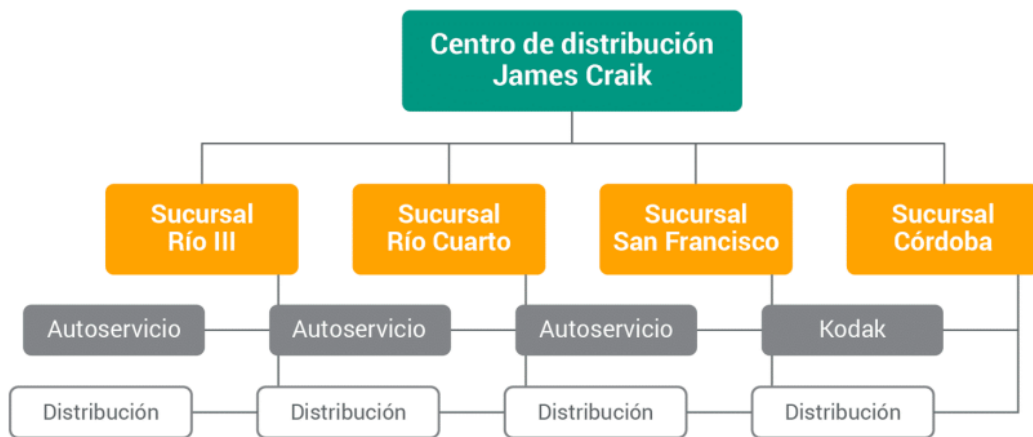 Centro de distribución
James Craik
Sucursal
Río III
Sucursal
Río Cuarto
Sucursal
San Francisco
Sucursal
Córdoba
Autoservicio
Autoservicio
Autoservicio
Kodak
Distribución
Distribución
Distribución
Distribución